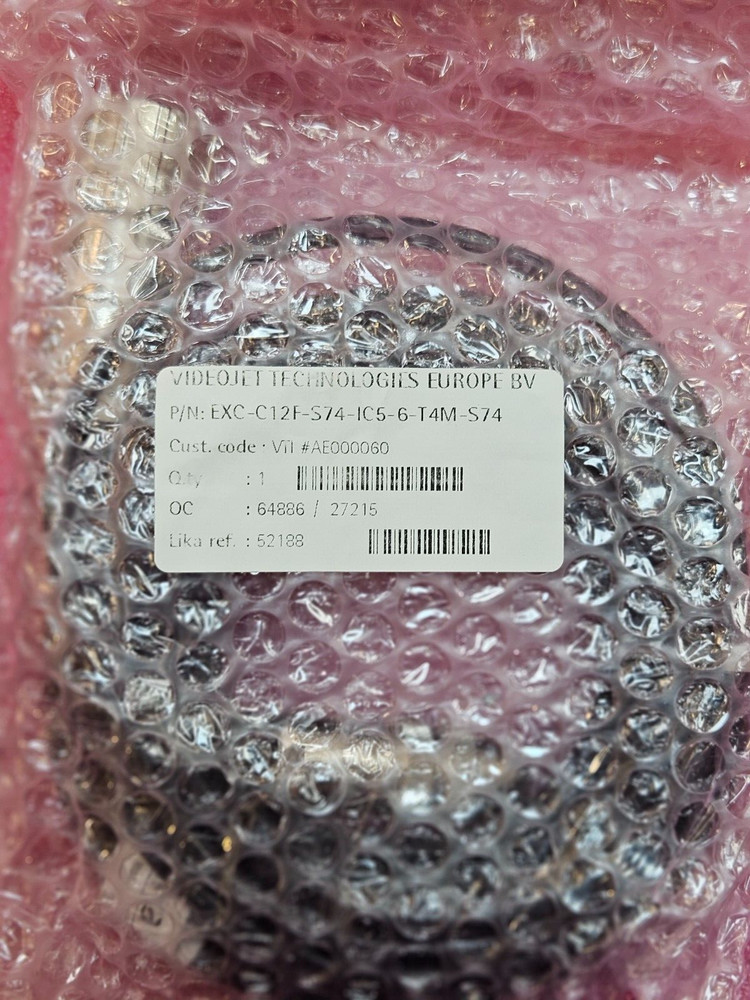 VIDEOJET TECHNOLOGIES EUROPE BV
P/N: EXC-C12F-S74-IC5-6-T4M-S74
Cust. code : VTI #AE000060
Q.ty : 1
OC : 64886 / 27215
Lika ref. : 52188